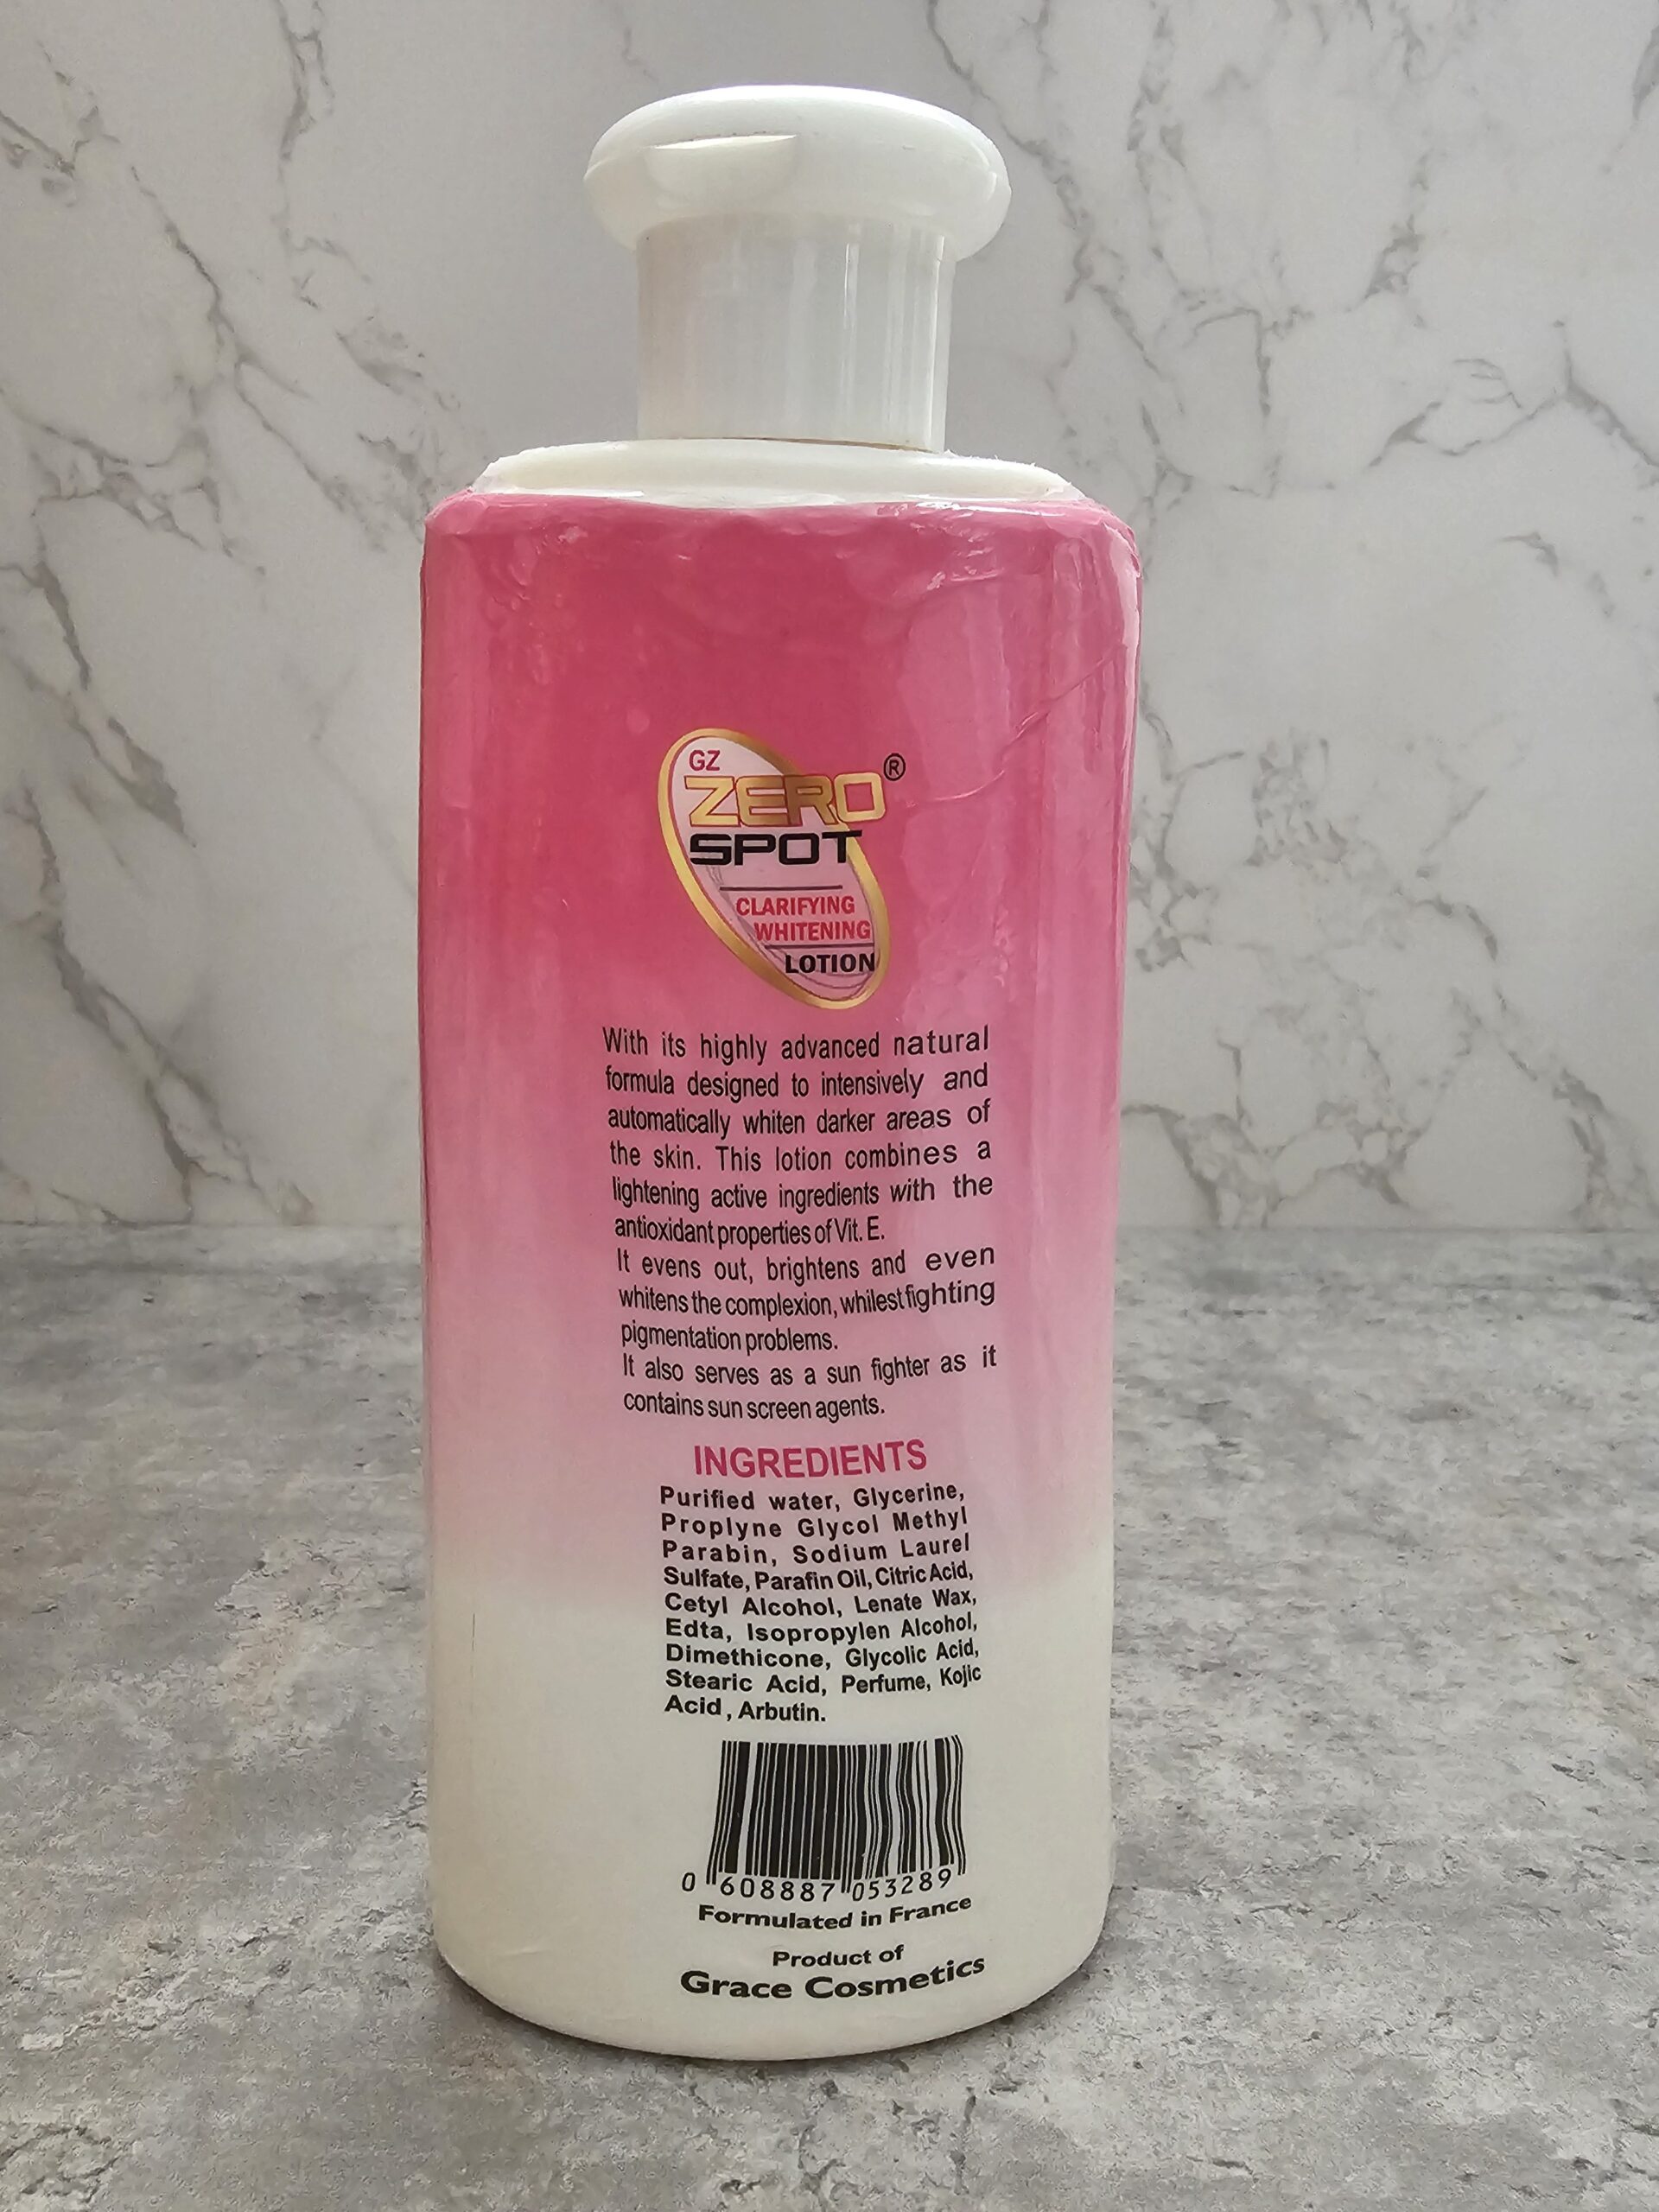 GZ
ZERO ®
SPOT
CLARIFYING
WHITENING
LOTION
With its highly advanced natural
formula designed to intensively and
automatically whiten darker areas of
the skin. This lotion combines a
lightening active ingredients with the
antioxidant properties of Vit. E.
It evens out, brightens and even
whitens the complexion, whilest fighting
pigmentation problems.
It also serves as a sun fighter as it
contains sun screen agents.
INGREDIENTS
Purified water, Glycerine,
Proplyne Glycol Methyl
Parabin, Sodium Laurel
Sulfate, Parafin Oil, Citric Acid,
Cetyl Alcohol, Lenate Wax,
Edta, Isopropylen Alcohol,
Dimethicone, Glycolic Acid,
Stearic Acid, Perfume, Kojic
Acid , Arbutin.
0 608887 053289
Formulated in France
Product of
Grace Cosmetics